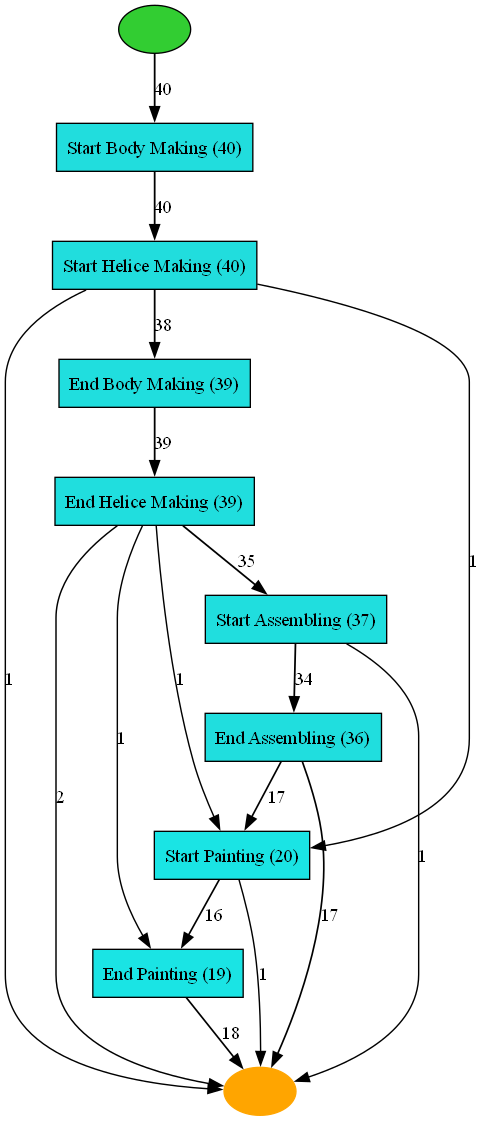 40
Start Body Making (40)
40
Start Helice Making (40)
38
End Body Making (39)
39
End Helice Making (39)
35
1
Start Assembling (37)
1
34
1
1
End Assembling (36)
2
17
Start Painting (20)
1
16
17
End Painting (19)
1
18